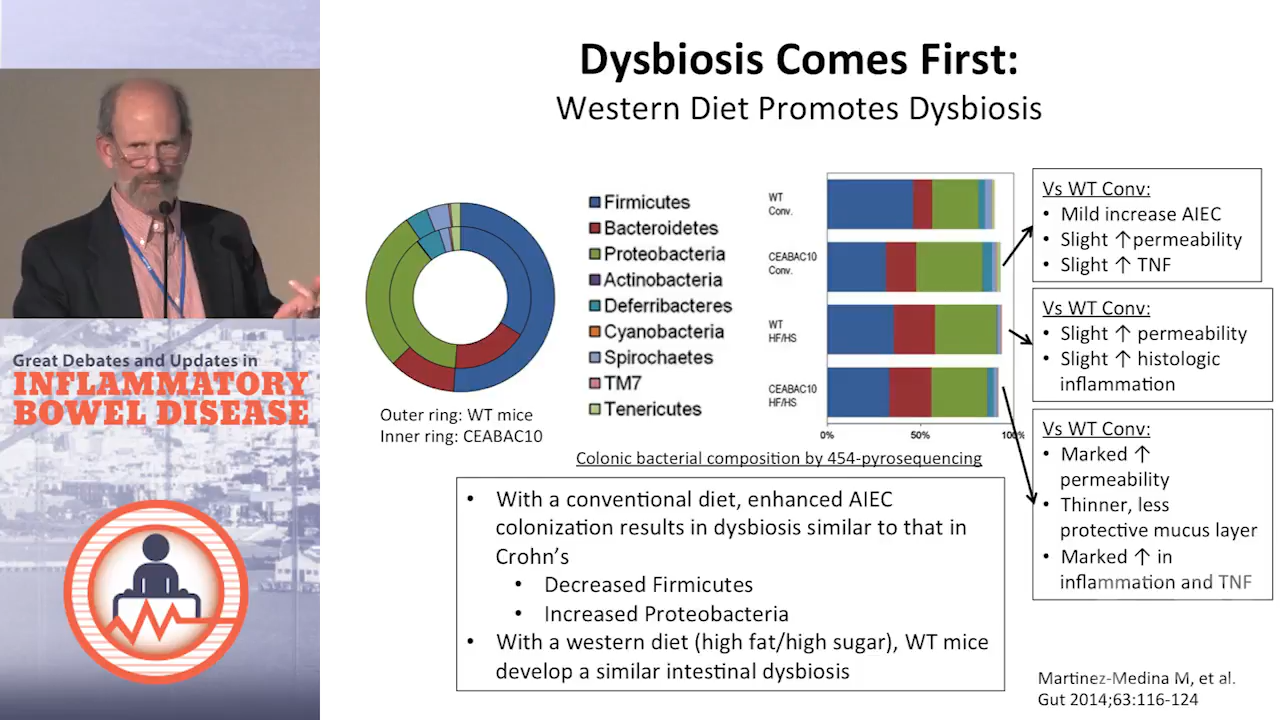 Dysbiosis Comes First:
Western Diet Promotes Dysbiosis
Great Debates and Updates in
INFLAMMATORY
BOWEL DISEASE
Outer ring: WT mice
Inner ring: CEABAC10
Firmicutes
Bacteroidetes
Proteobacteria
Actinobacteria
Deferribacteres
Cyanobacteria
Spirochaetes
TM7
Tenericutes
WT
Conv.
CEABAC10
Conv.
WT
HF/HS
CEABAC10
HF/HS
0% 50% 100%
Colonic bacterial composition by 454-pyrosequencing
Vs WT Conv:
• Mild increase AIEC
• Slight ↑permeability
• Slight ↑ TNF
Vs WT Conv:
• Slight ↑ permeability
• Slight ↑ histologic
inflammation
Vs WT Conv:
• Marked ↑
permeability
• Thinner, less
protective mucus layer
• Marked ↑ in
inflammation and TNF
• With a conventional diet, enhanced AIEC
colonization results in dysbiosis similar to that in
Crohn's
• Decreased Firmicutes
• Increased Proteobacteria
• With a western diet (high fat/high sugar), WT mice
develop a similar intestinal dysbiosis
Martinez-Medina M, et al.
Gut 2014;63:116-124